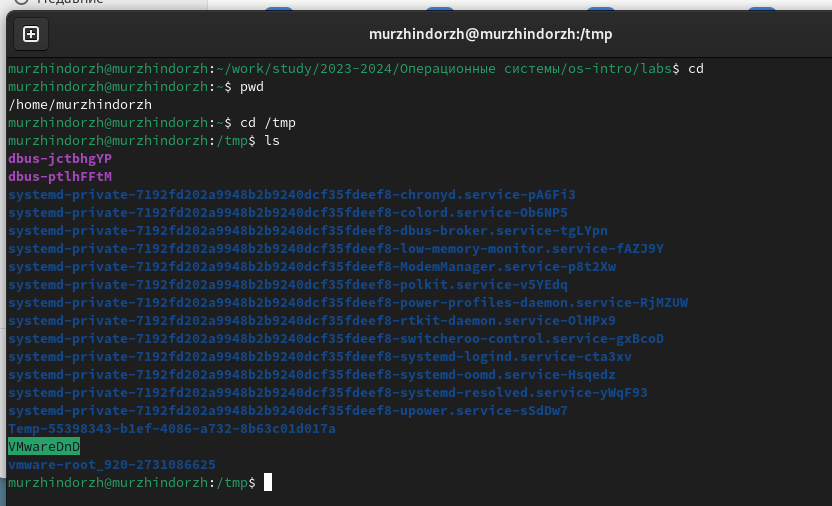 Недавние
murzhindorzh@murzhindorzh:/tmp
murzhindorzh@murzhindorzh:~/work/study/2023-2024/Операционные системы/os-intro/labs$ cd
murzhindorzh@murzhindorzh:~$ pwd
/home/murzhindorzh
murzhindorzh@murzhindorzh:~$ cd /tmp
murzhindorzh@murzhindorzh:/tmp$ ls
dbus-jctbhgYP
dbus-ptlhFFtM
systemd-private-7192fd202a9948b2b9240dcf35fdeef8-chronyd.service-pA6Fi3
systemd-private-7192fd202a9948b2b9240dcf35fdeef8-colord.service-Ob6NP5
systemd-private-7192fd202a9948b2b9240dcf35fdeef8-dbus-broker.service-tgLYpn
systemd-private-7192fd202a9948b2b9240dcf35fdeef8-low-memory-monitor.service-fAZJ9Y
systemd-private-7192fd202a9948b2b9240dcf35fdeef8-ModemManager.service-p8t2Xw
systemd-private-7192fd202a9948b2b9240dcf35fdeef8-polkit.service-v5YEdq
systemd-private-7192fd202a9948b2b9240dcf35fdeef8-power-profiles-daemon.service-RjMZUW
systemd-private-7192fd202a9948b2b9240dcf35fdeef8-rtkit-daemon.service-OlHPx9
systemd-private-7192fd202a9948b2b9240dcf35fdeef8-switcheroo-control.service-gxBcoD
systemd-private-7192fd202a9948b2b9240dcf35fdeef8-systemd-logind.service-cta3xv
systemd-private-7192fd202a9948b2b9240dcf35fdeef8-systemd-oomd.service-Hsqedz
systemd-private-7192fd202a9948b2b9240dcf35fdeef8-systemd-resolved.service-yWqF93
systemd-private-7192fd202a9948b2b9240dcf35fdeef8-upower.service-sSdDw7
Temp-55398343-b1ef-4086-a732-8b63c01d017a
VMwareDnD
vmware-root_920-2731086625
murzhindorzh@murzhindorzh:/tmp$